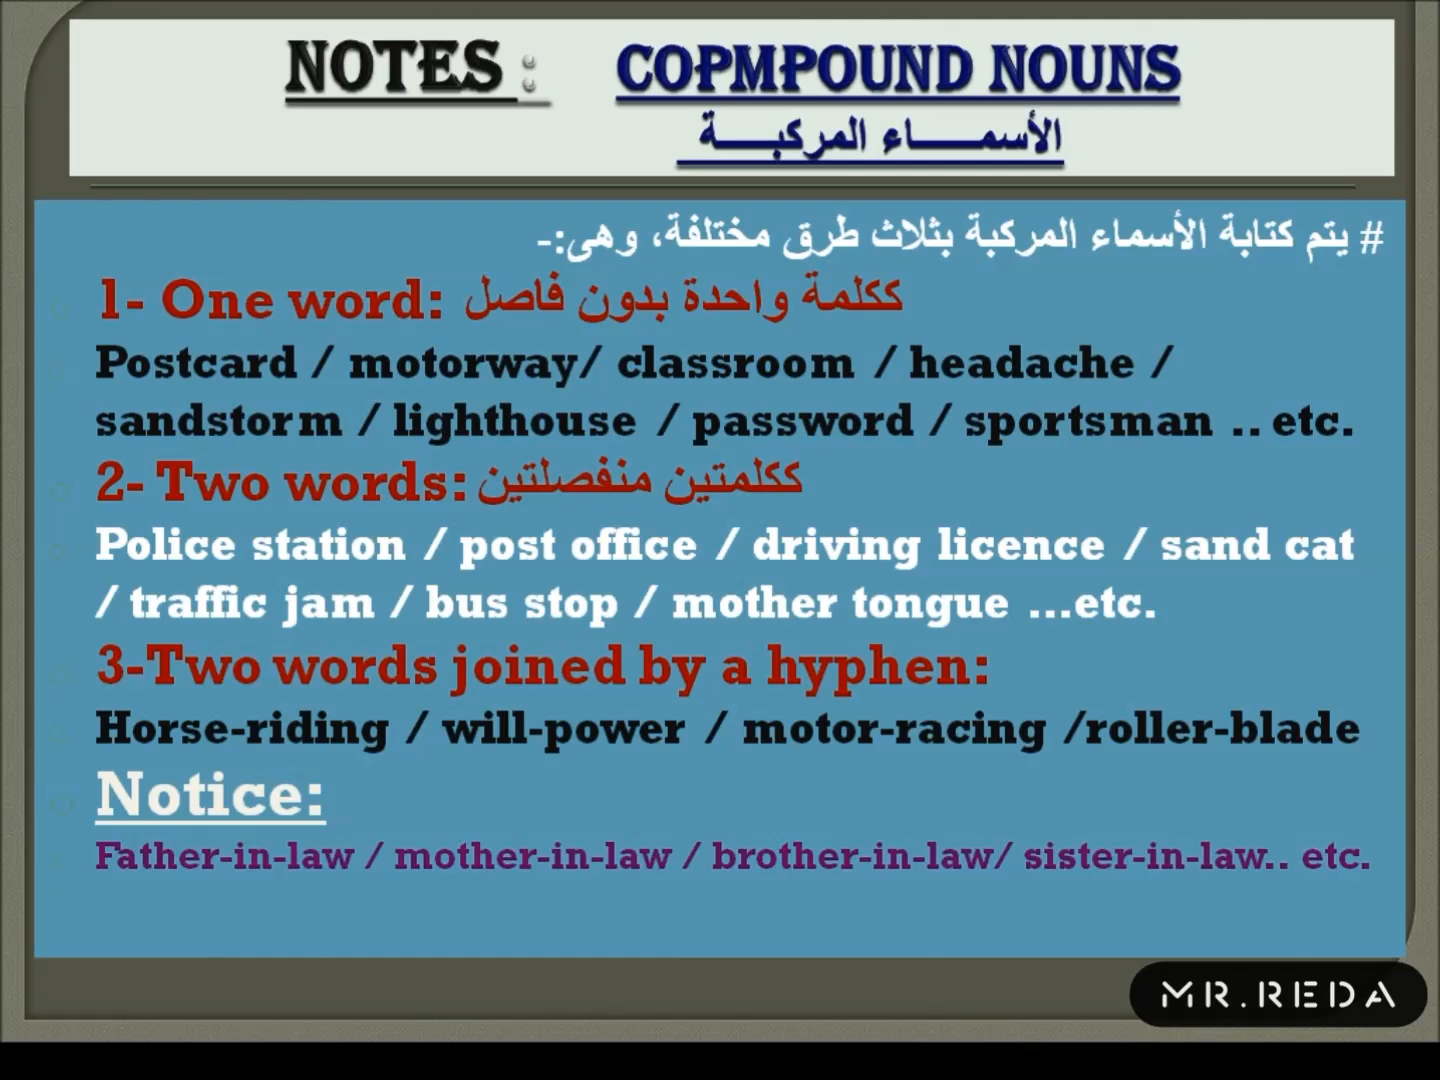 NOTES : COPMPOUND NOUNS
الأسمـــــاء المركبـــة
# يتم كتابة الأسماء المركبة بثلاث طرق مختلفة، وهى:-
1- One word: ككلمة واحدة بدون فاصل
Postcard / motorway/ classroom / headache /
sandstorm / lighthouse / password / sportsman .. etc.
2- Two words: ككلمتين منفصلتين
Police station / post office / driving licence / sand cat
/ traffic jam / bus stop / mother tongue ...etc.
3-Two words joined by a hyphen:
Horse-riding / will-power / motor-racing /roller-blade
Notice:
Father-in-law / mother-in-law / brother-in-law/ sister-in-law.. etc.
MR.REDA